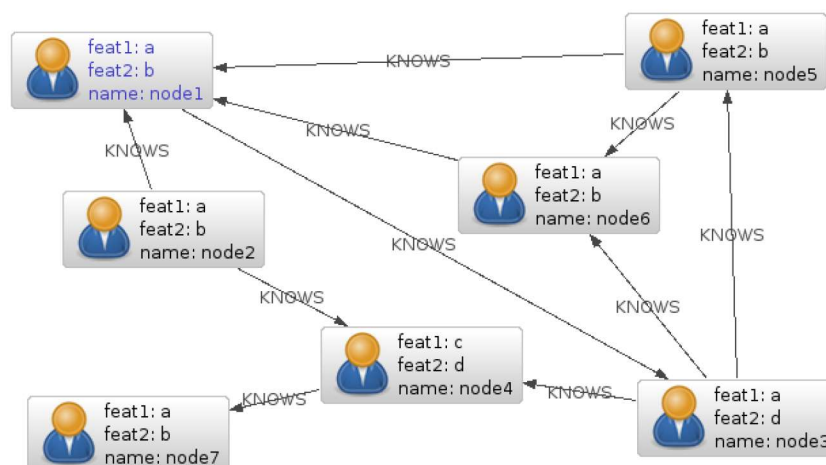 feat1: a
feat2: b
name: node1
feat1: a
feat2: b
name: node5
KNOWS
KNOWS
KNOWS
KNOWS
feat1: a
feat2: b
name: node6
feat1: a
feat2: b
name: node2
KNOWS
KNOWS
KNOWS
KNOWS
feat1: c
feat2: d
name: node4
KNOWS
KNOWS
feat1: a
feat2: d
name: node3
feat1: a
feat2: b
name: node7